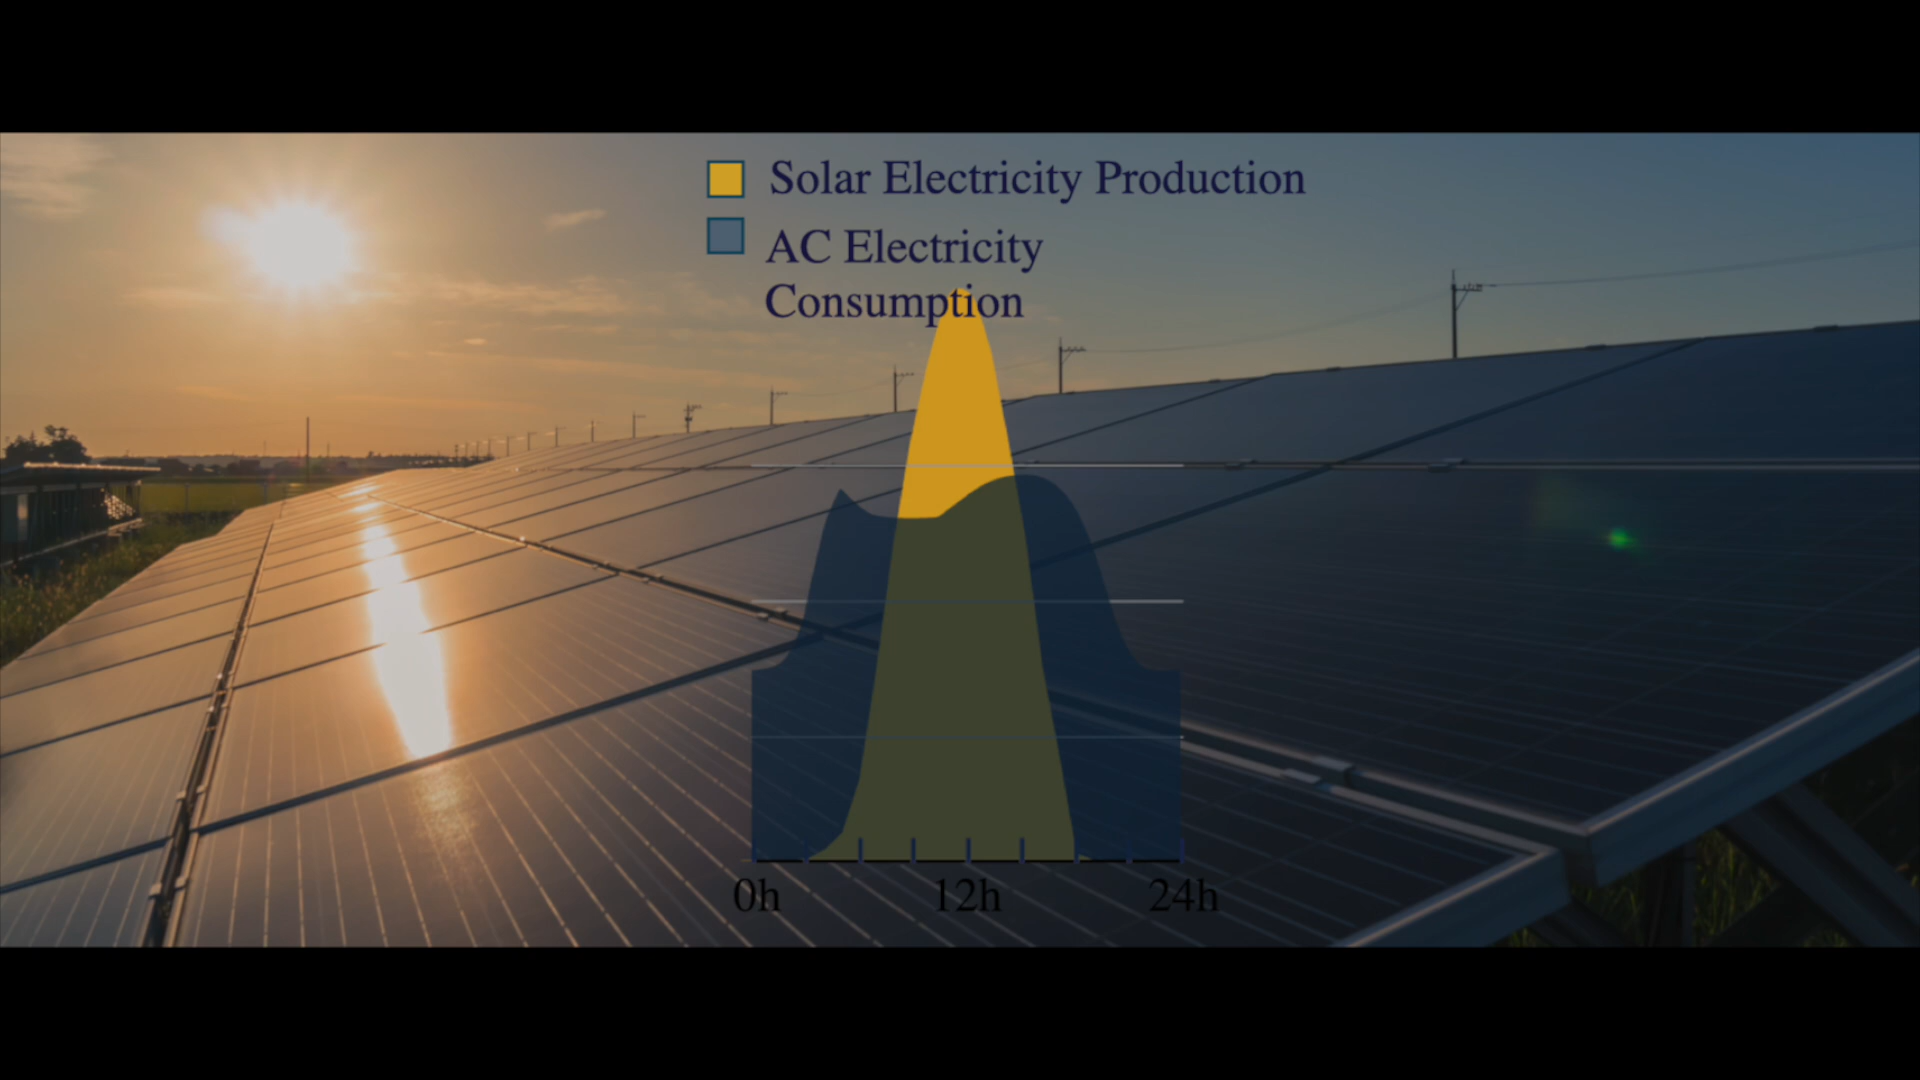 Solar Electricity Production
AC Electricity
Consumption
0h 12h 24h